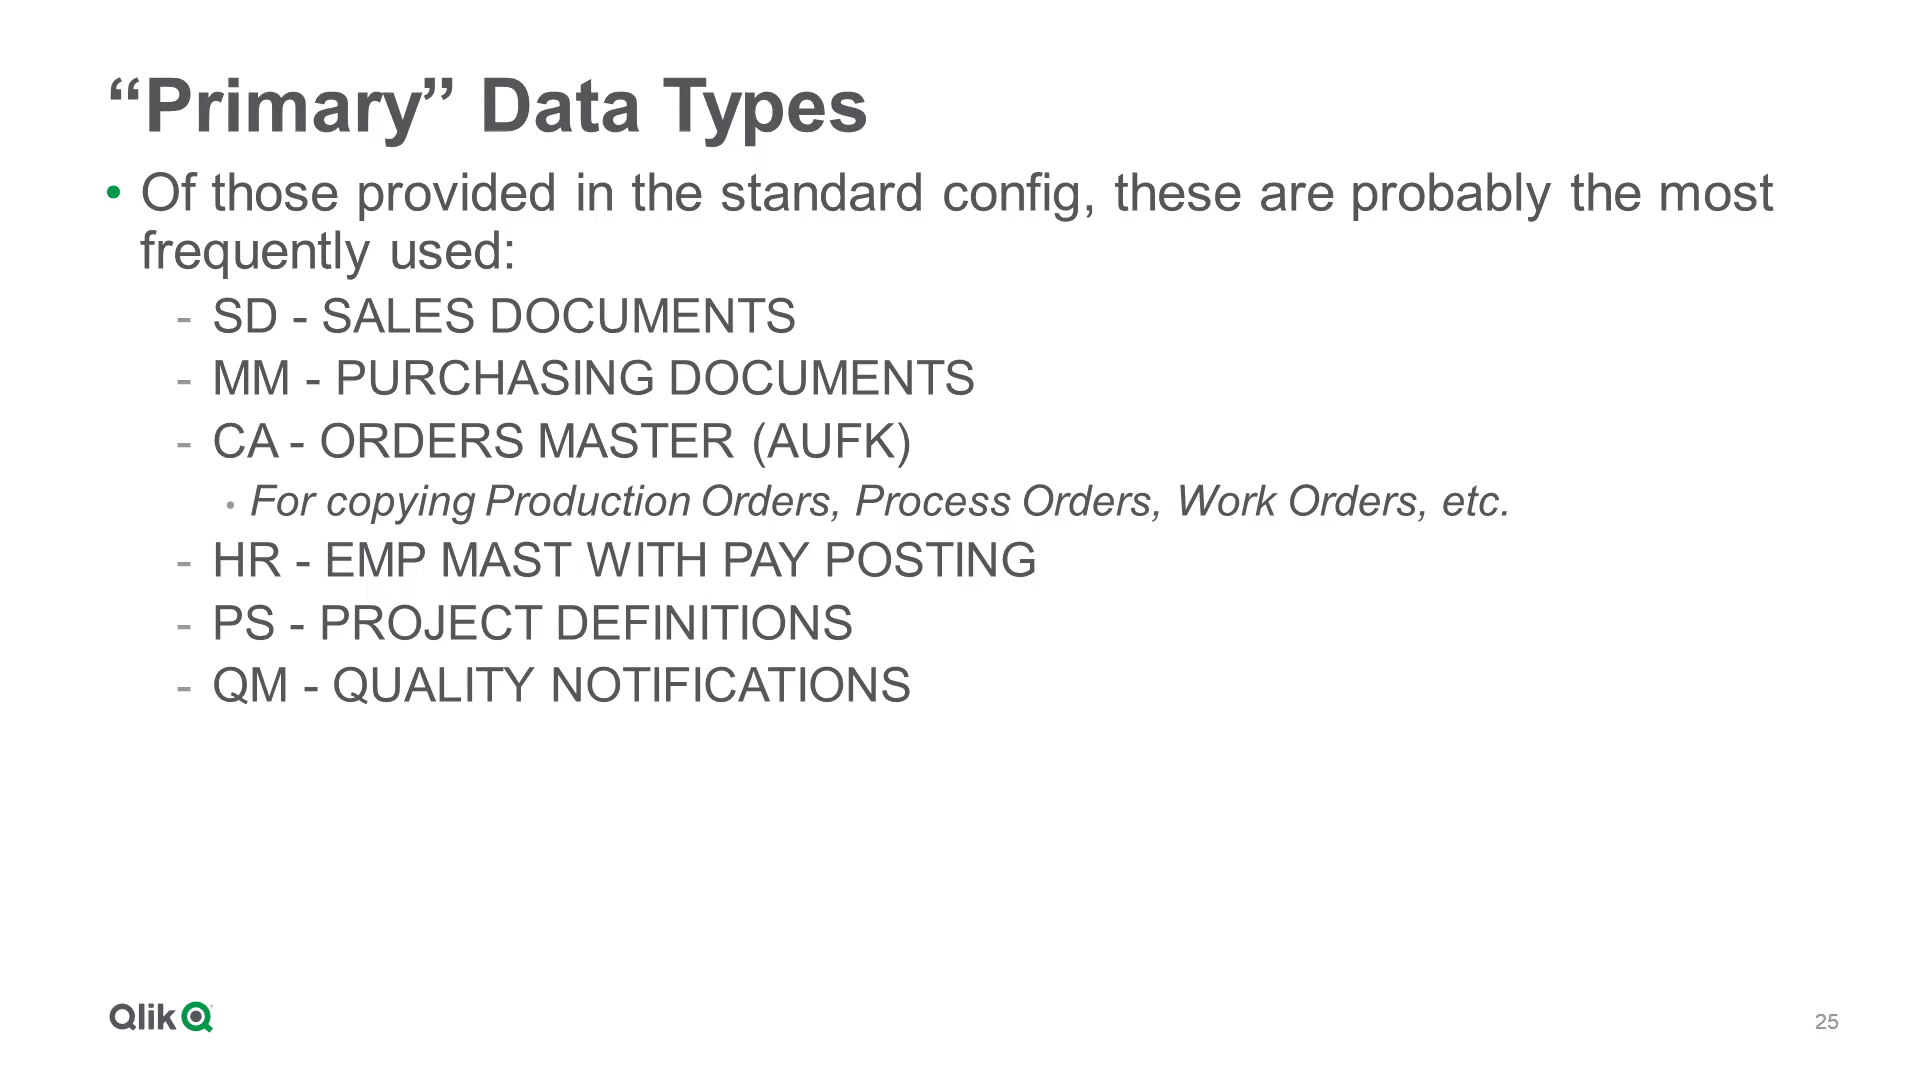 “Primary” Data Types
• Of those provided in the standard config, these are probably the most
frequently used:
- SD - SALES DOCUMENTS
- MM - PURCHASING DOCUMENTS
- CA - ORDERS MASTER (AUFK)
• For copying Production Orders, Process Orders, Work Orders, etc.
- HR - EMP MAST WITH PAY POSTING
- PS - PROJECT DEFINITIONS
- QM - QUALITY NOTIFICATIONS
Qlik
25